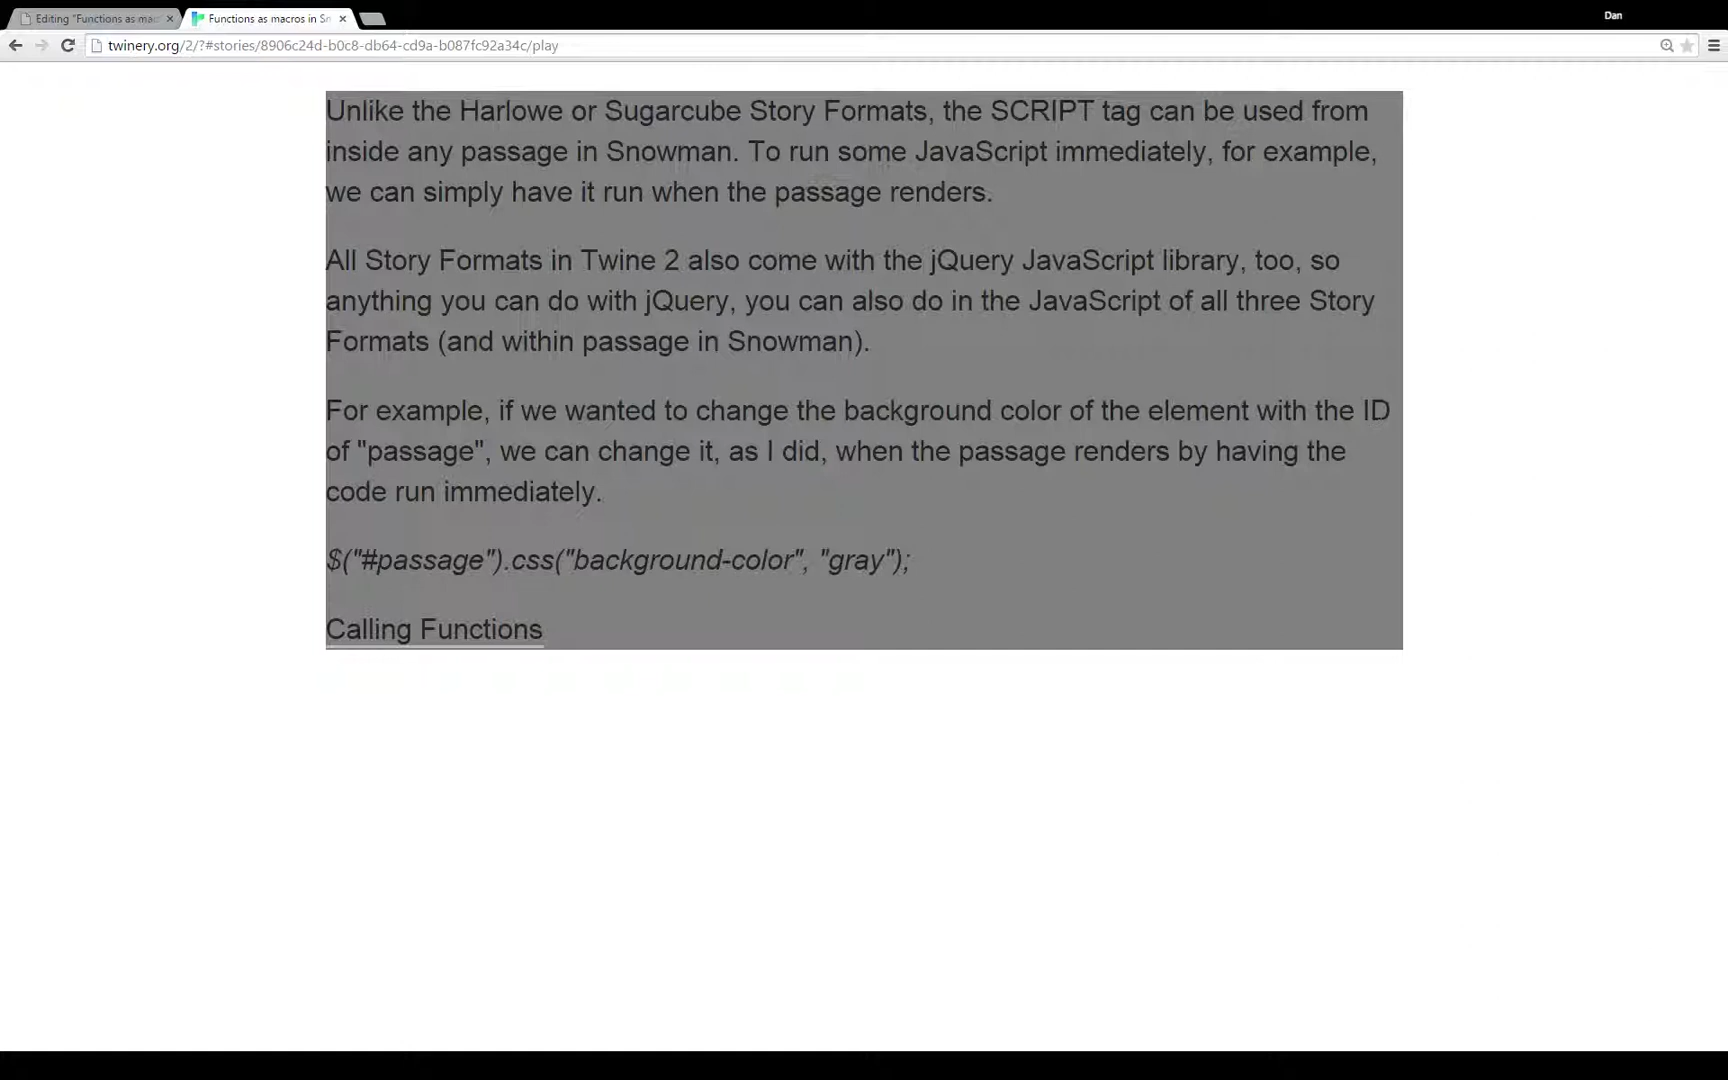 Editing "Functions as mac
Functions as macros in Sn
Dan
twinery.org/2/?#stories/8906c24d-b0c8-db64-cd9a-b087fc92a34c/play
Unlike the Harlowe or Sugarcube Story Formats, the SCRIPT tag can be used from
inside any passage in Snowman. To run some JavaScript immediately, for example,
we can simply have it run when the passage renders.
All Story Formats in Twine 2 also come with the jQuery JavaScript library, too, so
anything you can do with jQuery, you can also do in the JavaScript of all three Story
Formats (and within passage in Snowman).
For example, if we wanted to change the background color of the element with the ID
of "passage", we can change it, as I did, when the passage renders by having the
code run immediately.
$("#passage").css("background-color", "gray");
Calling Functions